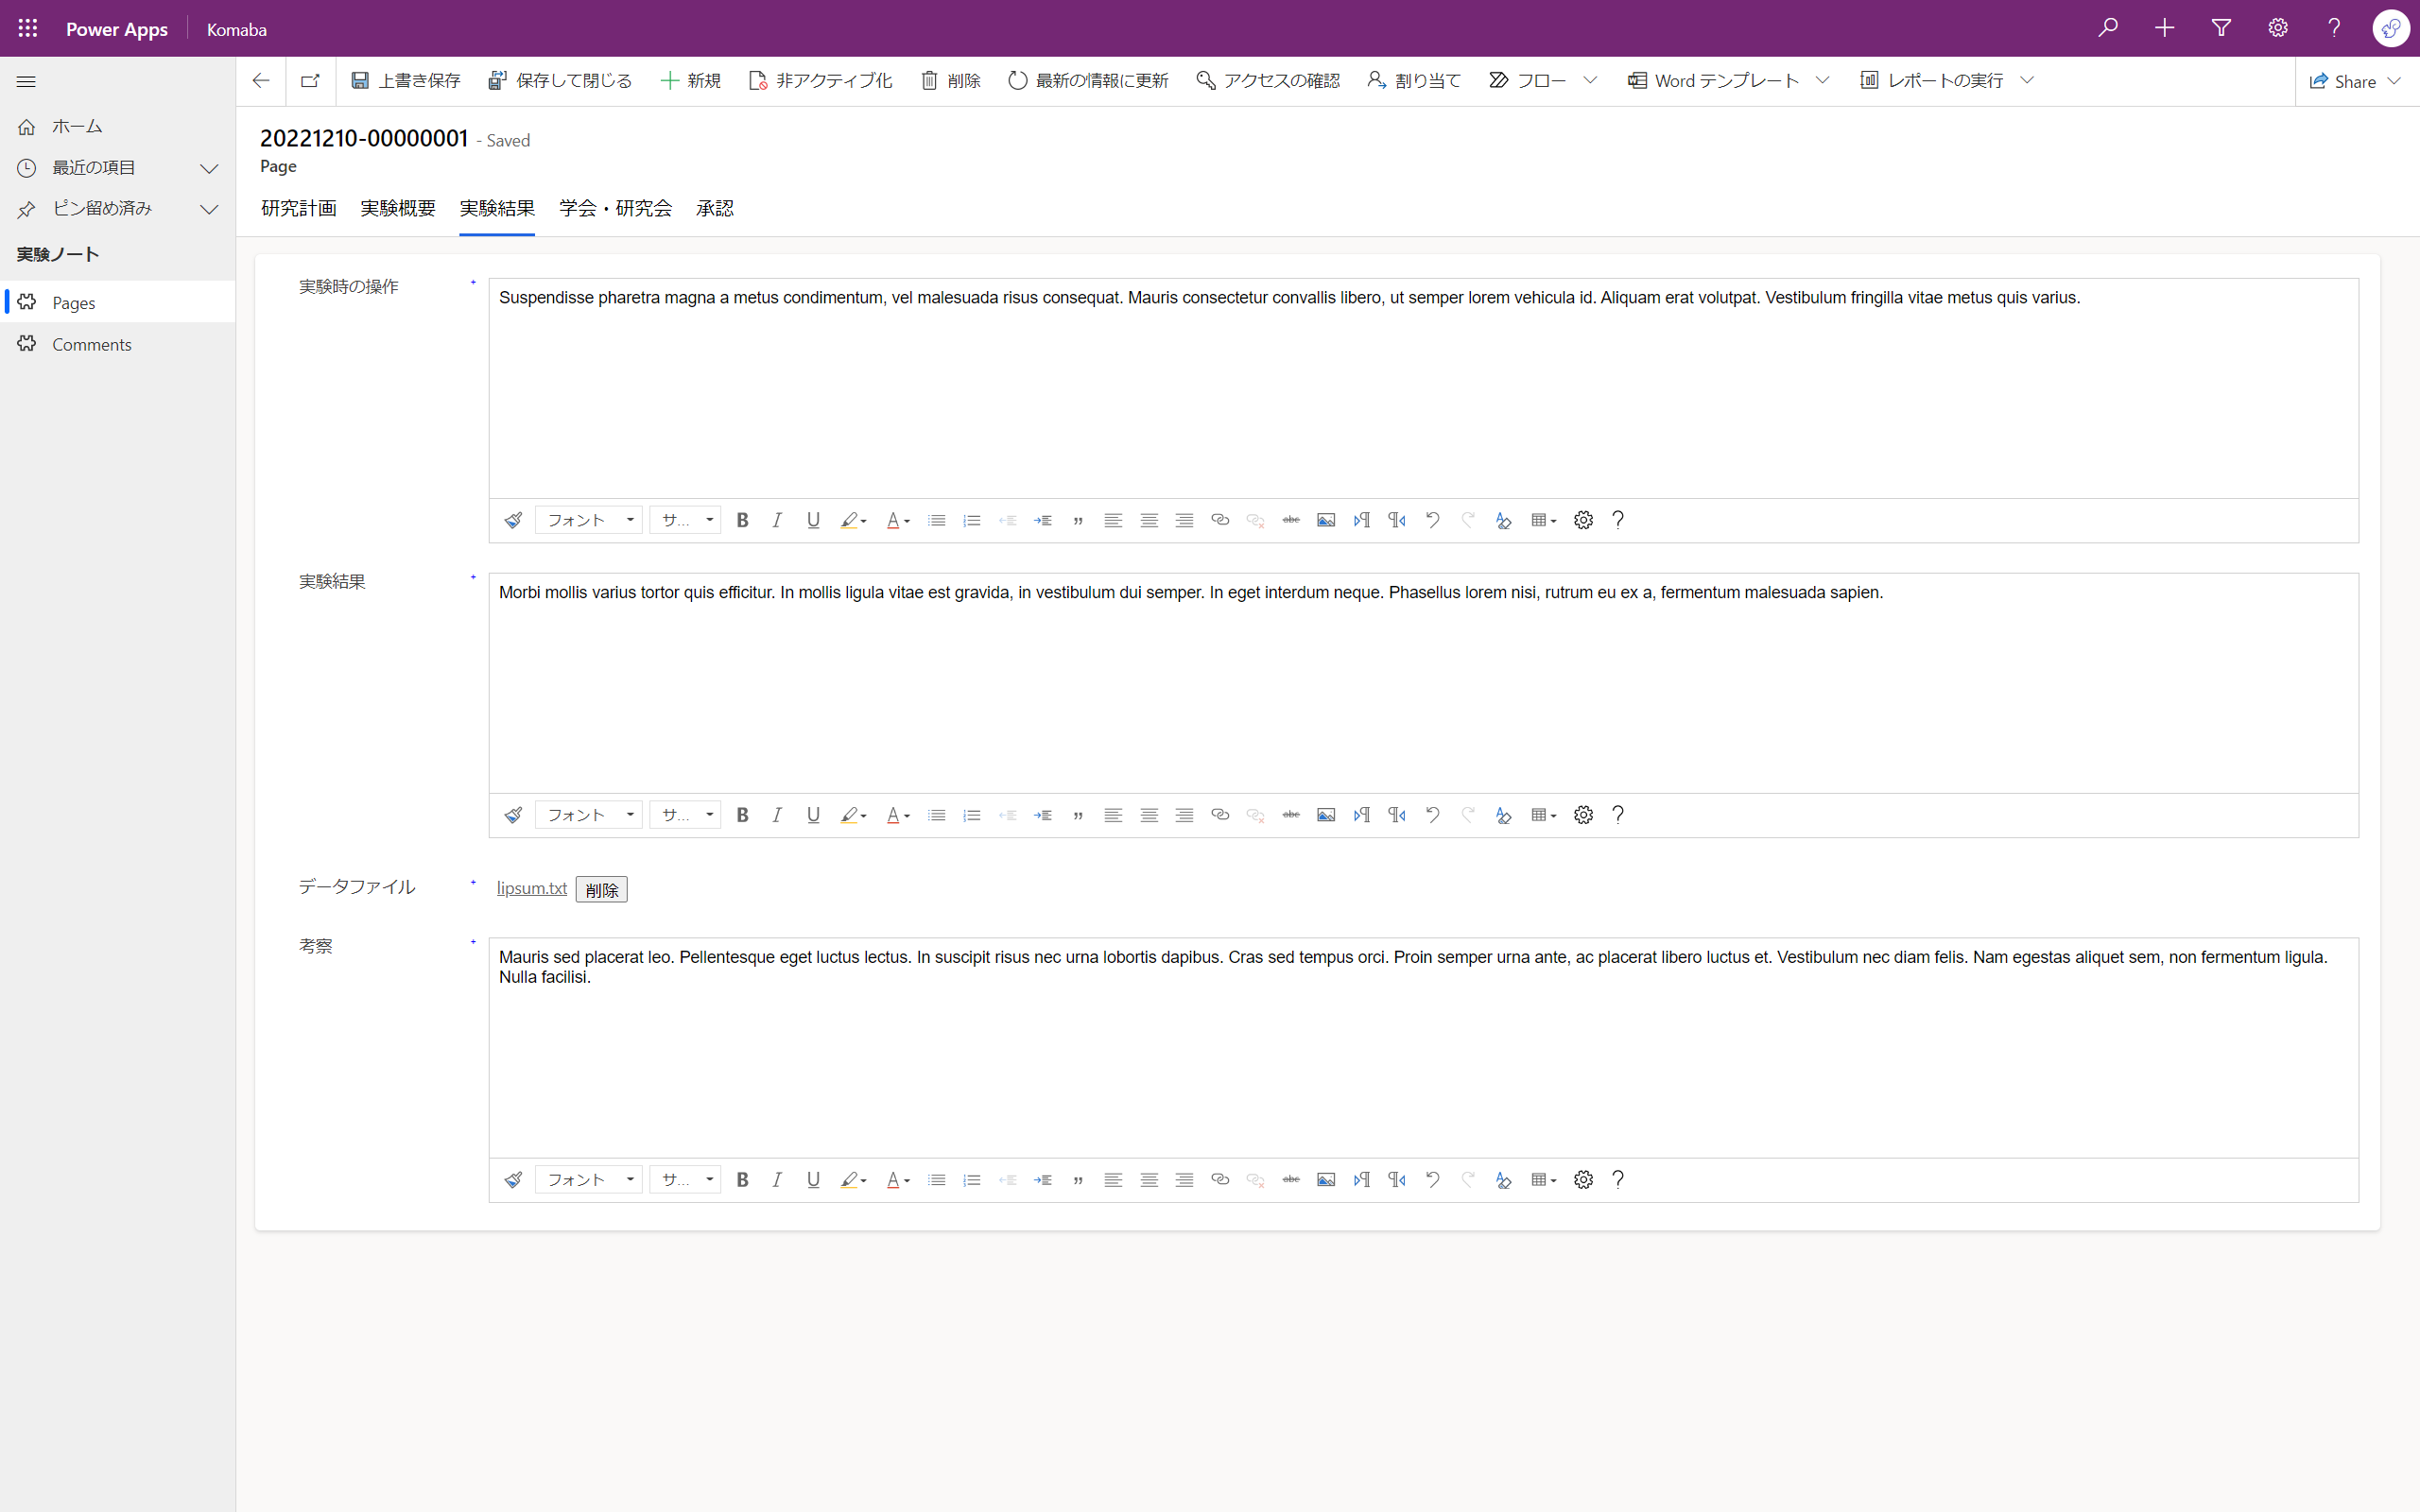 Power Apps Komaba
上書き保存 保存して閉じる 新規 非アクティブ化 削除 最新の情報に更新 アクセスの確認 割り当て フロー Word テンプレート レポートの実行 Share
ホーム
最近の項目
ピン留め済み
実験ノート
Pages
Comments
20221210-00000001 - Saved
Page
研究計画 実験概要 実験結果 学会・研究会 承認
実験時の操作
Suspendisse pharetra magna a metus condimentum, vel malesuada risus consequat. Mauris consectetur convallis libero, ut semper lorem vehicula id. Aliquam erat volutpat. Vestibulum fringilla vitae metus quis varius.
フォント サ... B I U A abc
実験結果
Morbi mollis varius tortor quis efficitur. In mollis ligula vitae est gravida, in vestibulum dui semper. In eget interdum neque. Phasellus lorem nisi, rutrum eu ex a, fermentum malesuada sapien.
フォント サ... B I U A abc
データファイル lipsum.txt 削除
考察
Mauris sed placerat leo. Pellentesque eget luctus lectus. In suscipit risus nec urna lobortis dapibus. Cras sed tempus orci. Proin semper urna ante, ac placerat libero luctus et. Vestibulum nec diam felis. Nam egestas aliquet sem, non fermentum ligula.
Nulla facilisi.
フォント サ... B I U A abc